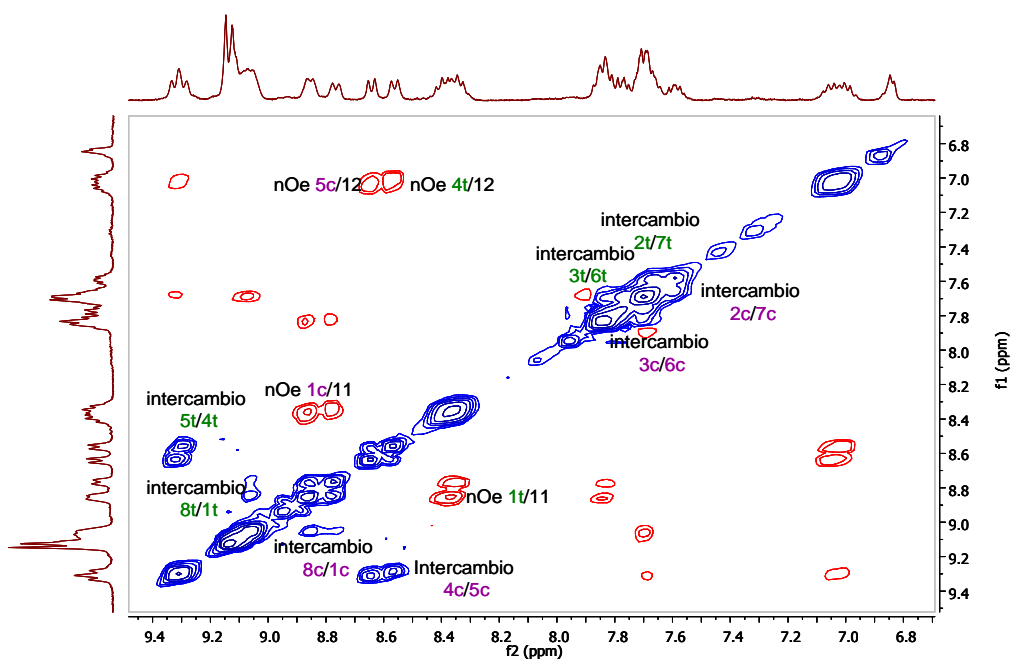 nOe 5c/12
nOe 4t/12
intercambio
2t/7t
intercambio
3t/6t
intercambio
2c/7c
intercambio
3c/6c
nOe 1c/11
intercambio
5t/4t
intercambio
8t/1t
nOe 1t/11
intercambio
8c/1c
Intercambio
4c/5c
6.8
7.0
7.2
7.4
7.6
7.8
8.0
8.2
8.4
8.6
8.8
9.0
9.2
9.4
f1 (ppm)
9.4 9.2 9.0 8.8 8.6 8.4 8.2 8.0 7.8 7.6 7.4 7.2 7.0 6.8
f2 (ppm)